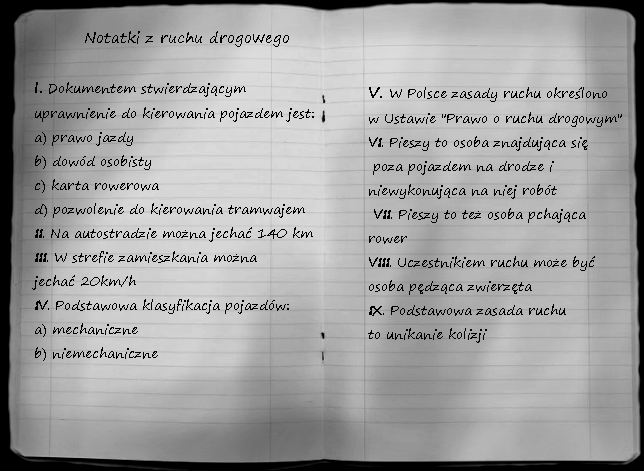 Notatki z ruchu drogowego
I. Dokumentem stwierdzającym
uprawnienie do kierowania pojazdem jest:
a) prawo jazdy
b) dowód osobisty
c) karta rowerowa
d) pozwolenie do kierowania tramwajem
II. Na autostradzie można jechać 140 km
III. W strefie zamieszkania można
jechać 20km/h
IV. Podstawowa klasyfikacja pojazdów:
a) mechaniczne
b) niemechaniczne
V. W Polsce zasady ruchu określono
w Ustawie "Prawo o ruchu drogowym"
VI. Pieszy to osoba znajdująca się
poza pojazdem na drodze i
niewykonująca na niej robót
VII. Pieszy to też osoba pchająca
rower
VIII. Uczestnikiem ruchu może być
osoba pędząca zwierzęta
IX. Podstawowa zasada ruchu
to unikanie kolizji